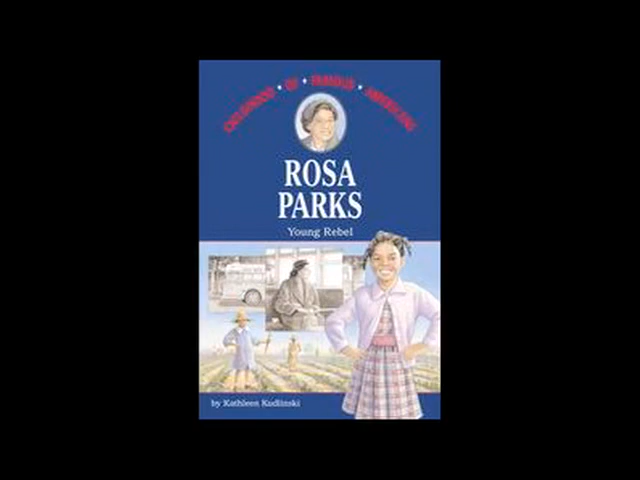 CHILDHOOD • OF • FAMOUS • AMERICANS
ROSA
PARKS
Young Rebel
by Kathleen Kudlinski